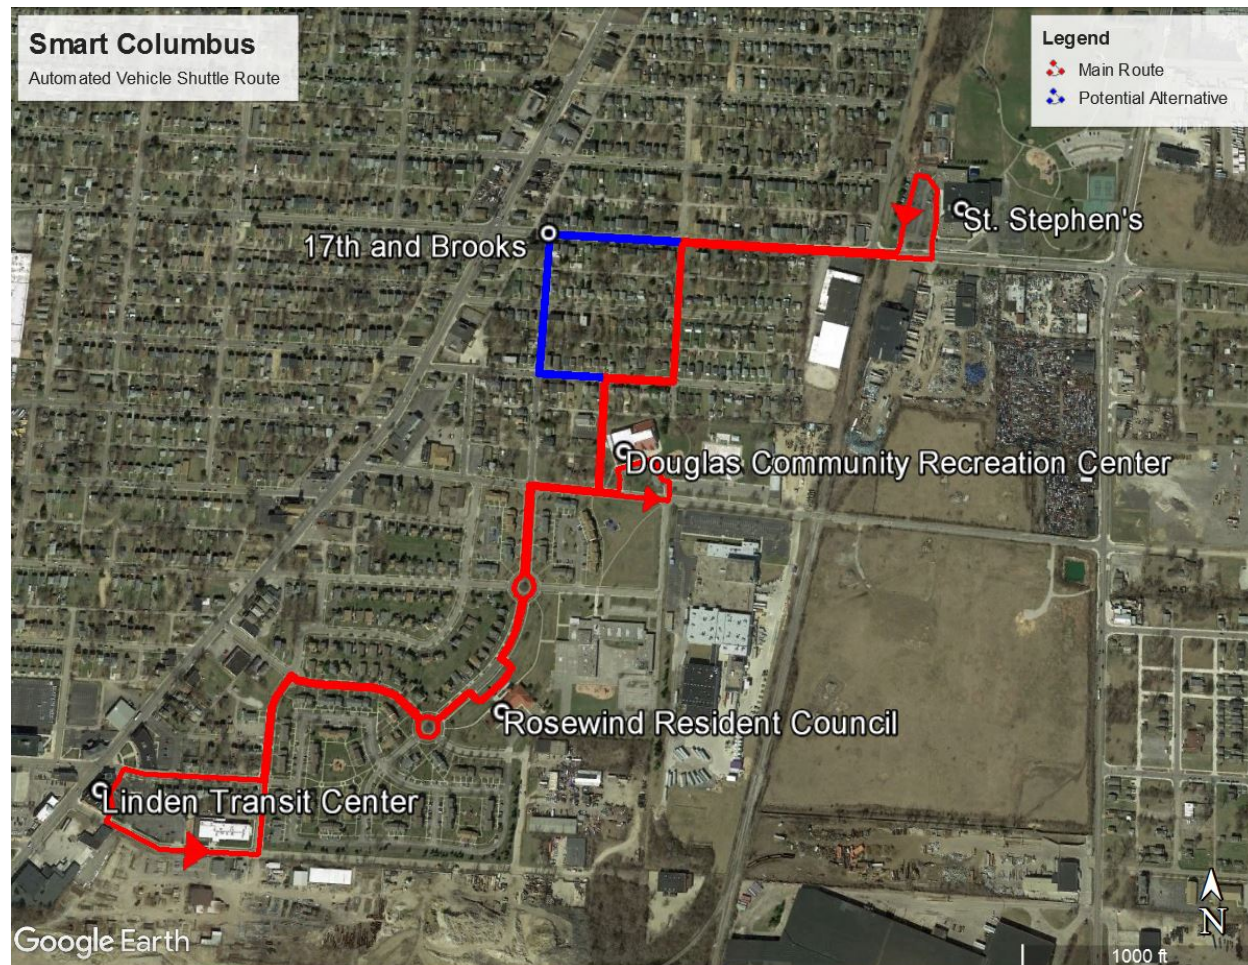 Smart Columbus
Automated Vehicle Shuttle Route
Legend
Main Route
Potential Alternative
St. Stephen's
17th and Brooks
Douglas Community Recreation Center
Rosewind Resident Council
Linden Transit Center
N
Google Earth
1000 ft